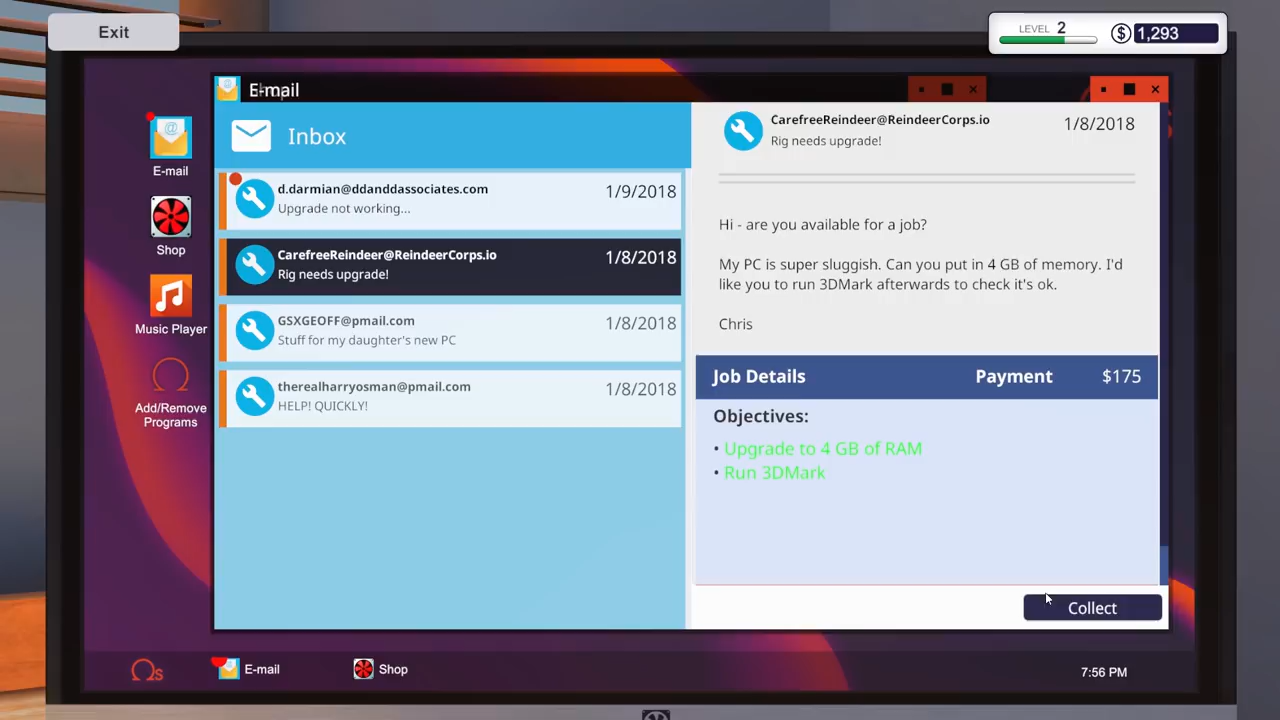 Exit
LEVEL 2
$ 1,293
E-mail
E-mail
Shop
Music Player
Add/Remove
Programs
Inbox
d.darmian@ddanddassociates.com
1/9/2018
Upgrade not working...
CarefreeReindeer@ReindeerCorps.io
1/8/2018
Rig needs upgrade!
GSXGEOFF@pmail.com
1/8/2018
Stuff for my daughter's new PC
therealharryosman@pmail.com
1/8/2018
HELP! QUICKLY!
CarefreeReindeer@ReindeerCorps.io
1/8/2018
Rig needs upgrade!
Hi - are you available for a job?
My PC is super sluggish. Can you put in 4 GB of memory. I'd
like you to run 3DMark afterwards to check it's ok.
Chris
Job Details Payment $175
Objectives:
• Upgrade to 4 GB of RAM
• Run 3DMark
Collect
Ωs
E-mail
Shop
7:56 PM